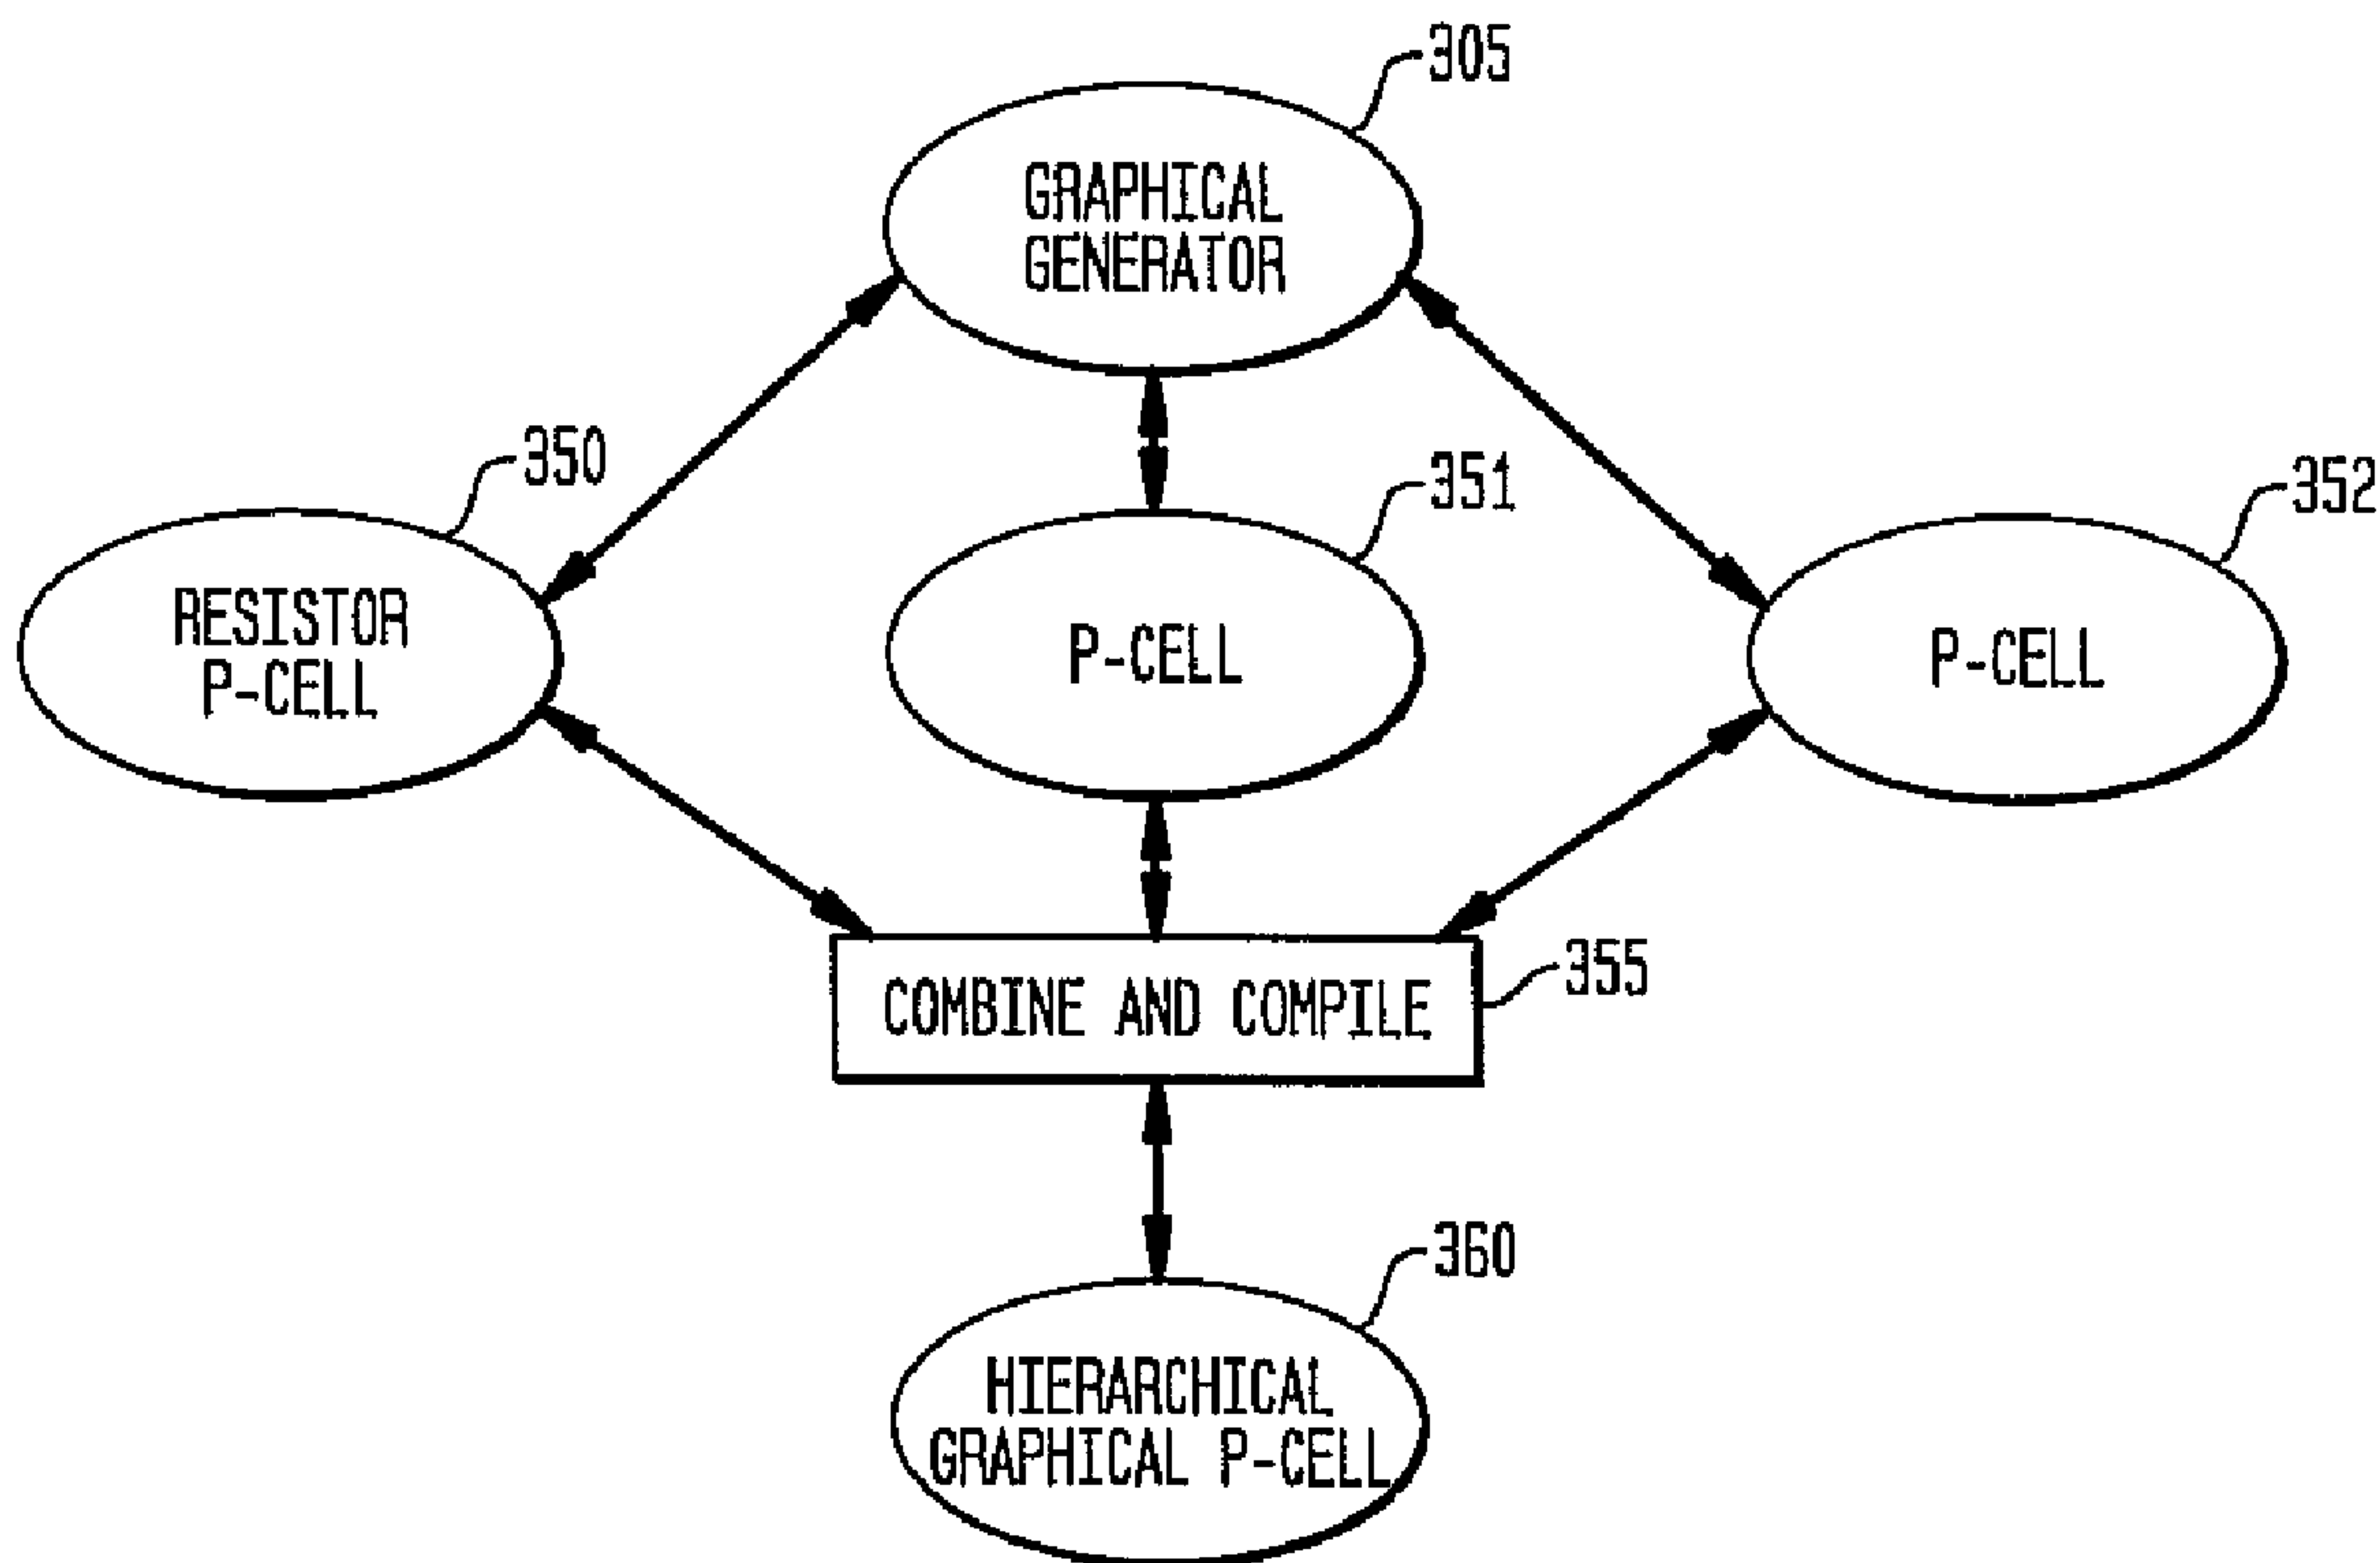 305
GRAPHICAL
GENERATOR
350
351
352
RESISTOR
P-CELL
P-CELL
P-CELL
355
COMBINE AND COMPILE
360
HIERARCHICAL
GRAPHICAL P-CELL